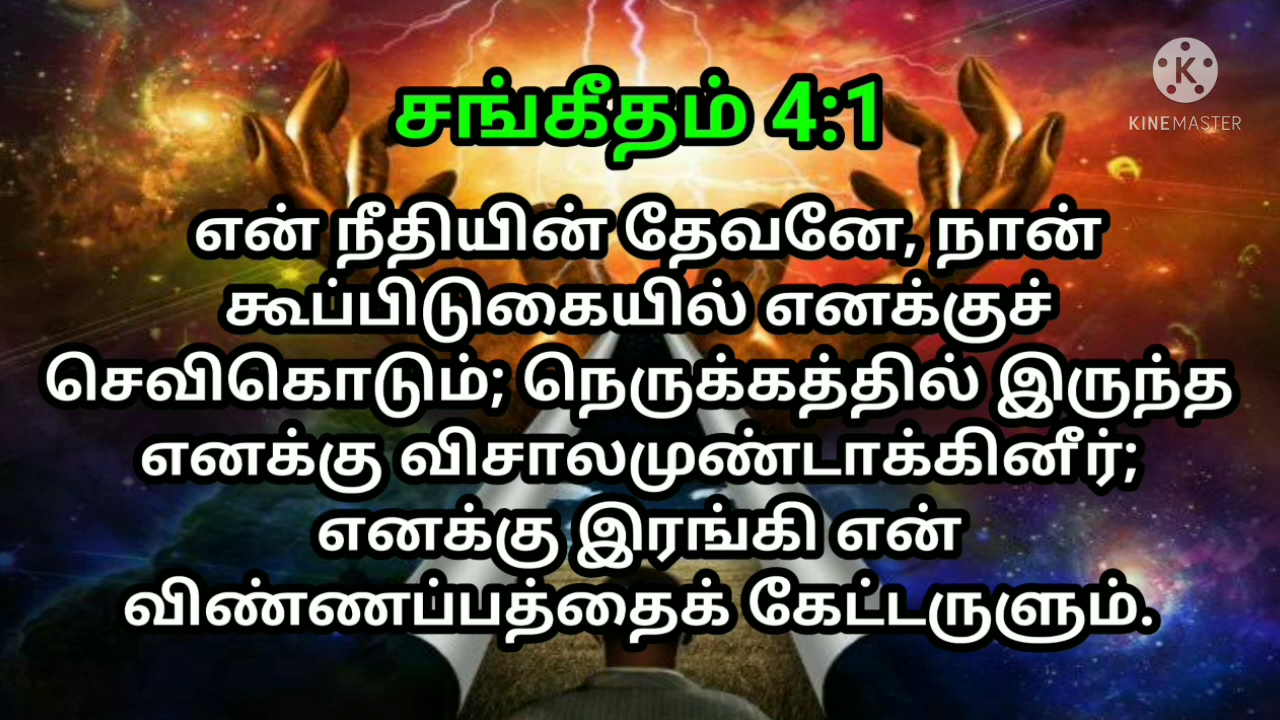 சங்கீதம் 4:1
KINEMASTER
என் நீதியின் தேவனே, நான்
கூப்பிடுகையில் எனக்குச்
செவிகொடும்; நெருக்கத்தில் இருந்த
எனக்கு விசாலமுண்டாக்கினீர்;
எனக்கு இரங்கி என்
விண்ணப்பத்தைக் கேட்டருளும்.